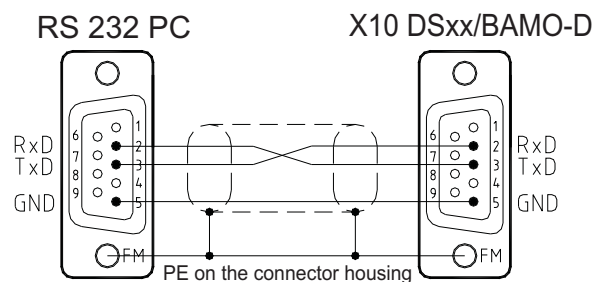 RS 232 PC
X10 DSxx/BAMO-D
1
6
RxD 2
7
TxD 3
8
4
9
GND 5
FM
1
6
2 RxD
7
3 TxD
8
4
9
5 GND
FM
PE on the connector housing